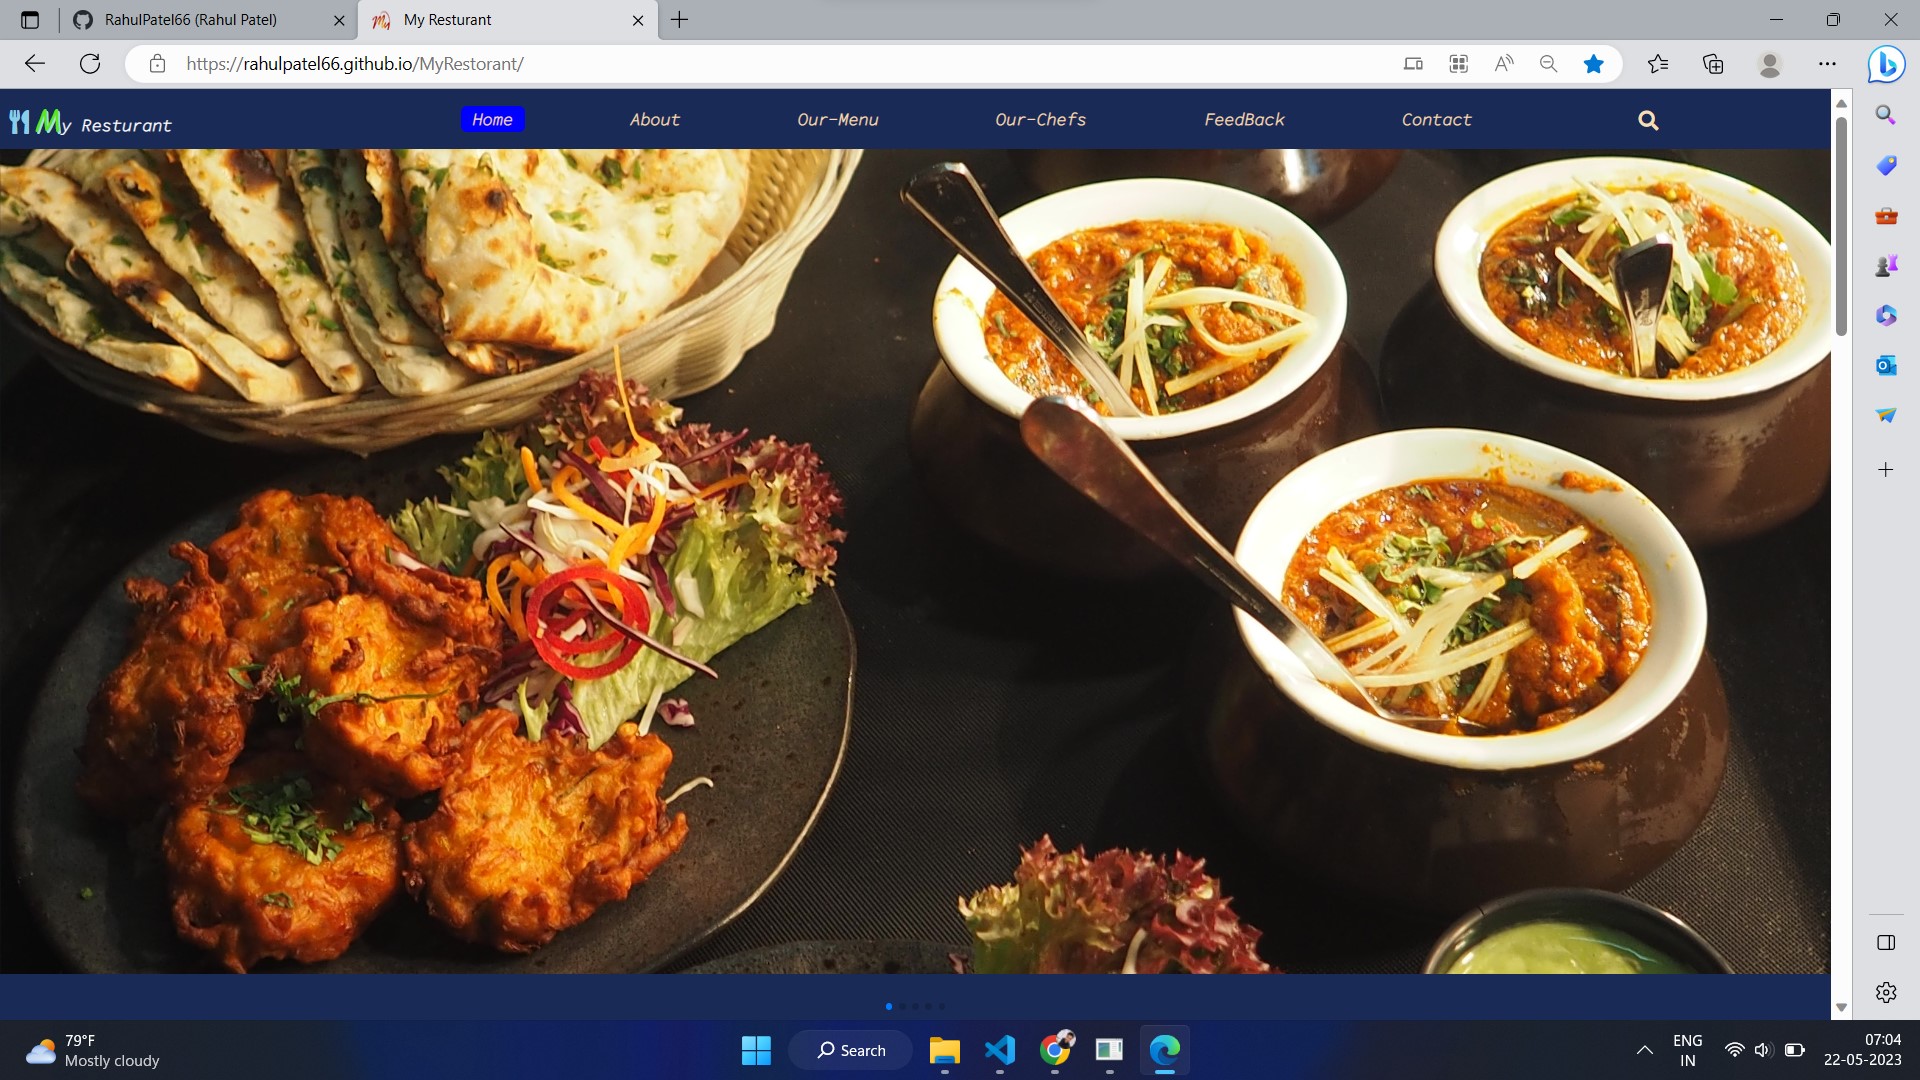 RahulPatel66 (Rahul Patel)
My Resturant
https://rahulpatel66.github.io/MyRestorant/
My Resturant
Home
About
Our-Menu
Our-Chefs
FeedBack
Contact
79°F
Mostly cloudy
Search
ENG
IN
07:04
22-05-2023